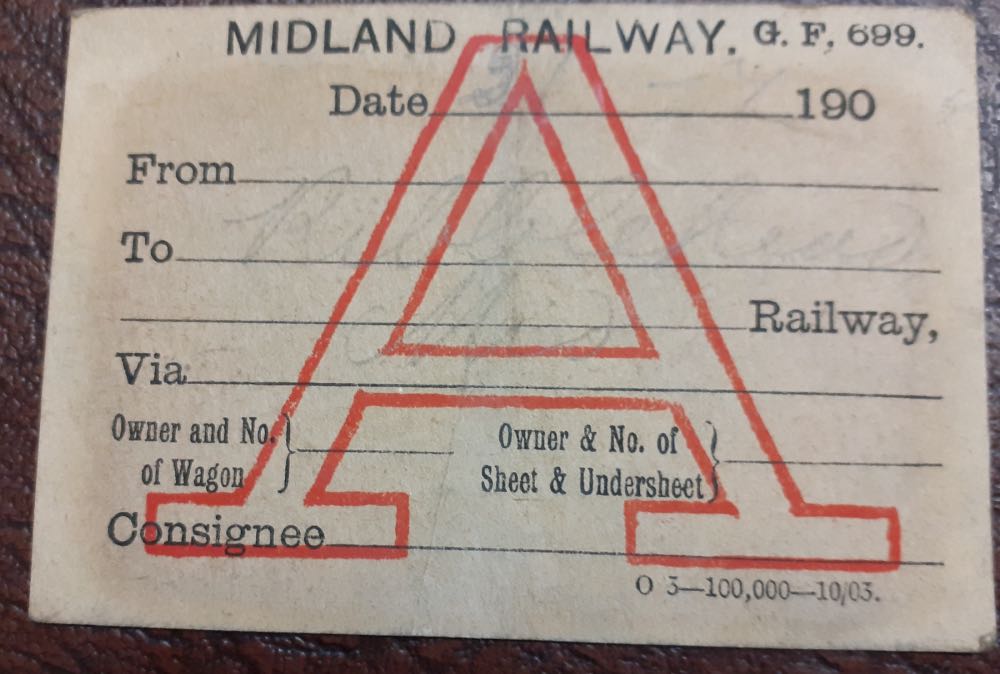 MIDLAND RAILWAY. G. F. 699.
Date 190
From
To
Railway,
Via
Owner and No. of Wagon }
Owner & No. of Sheet & Undersheet }
Consignee
O 3—100,000—10/03.
A